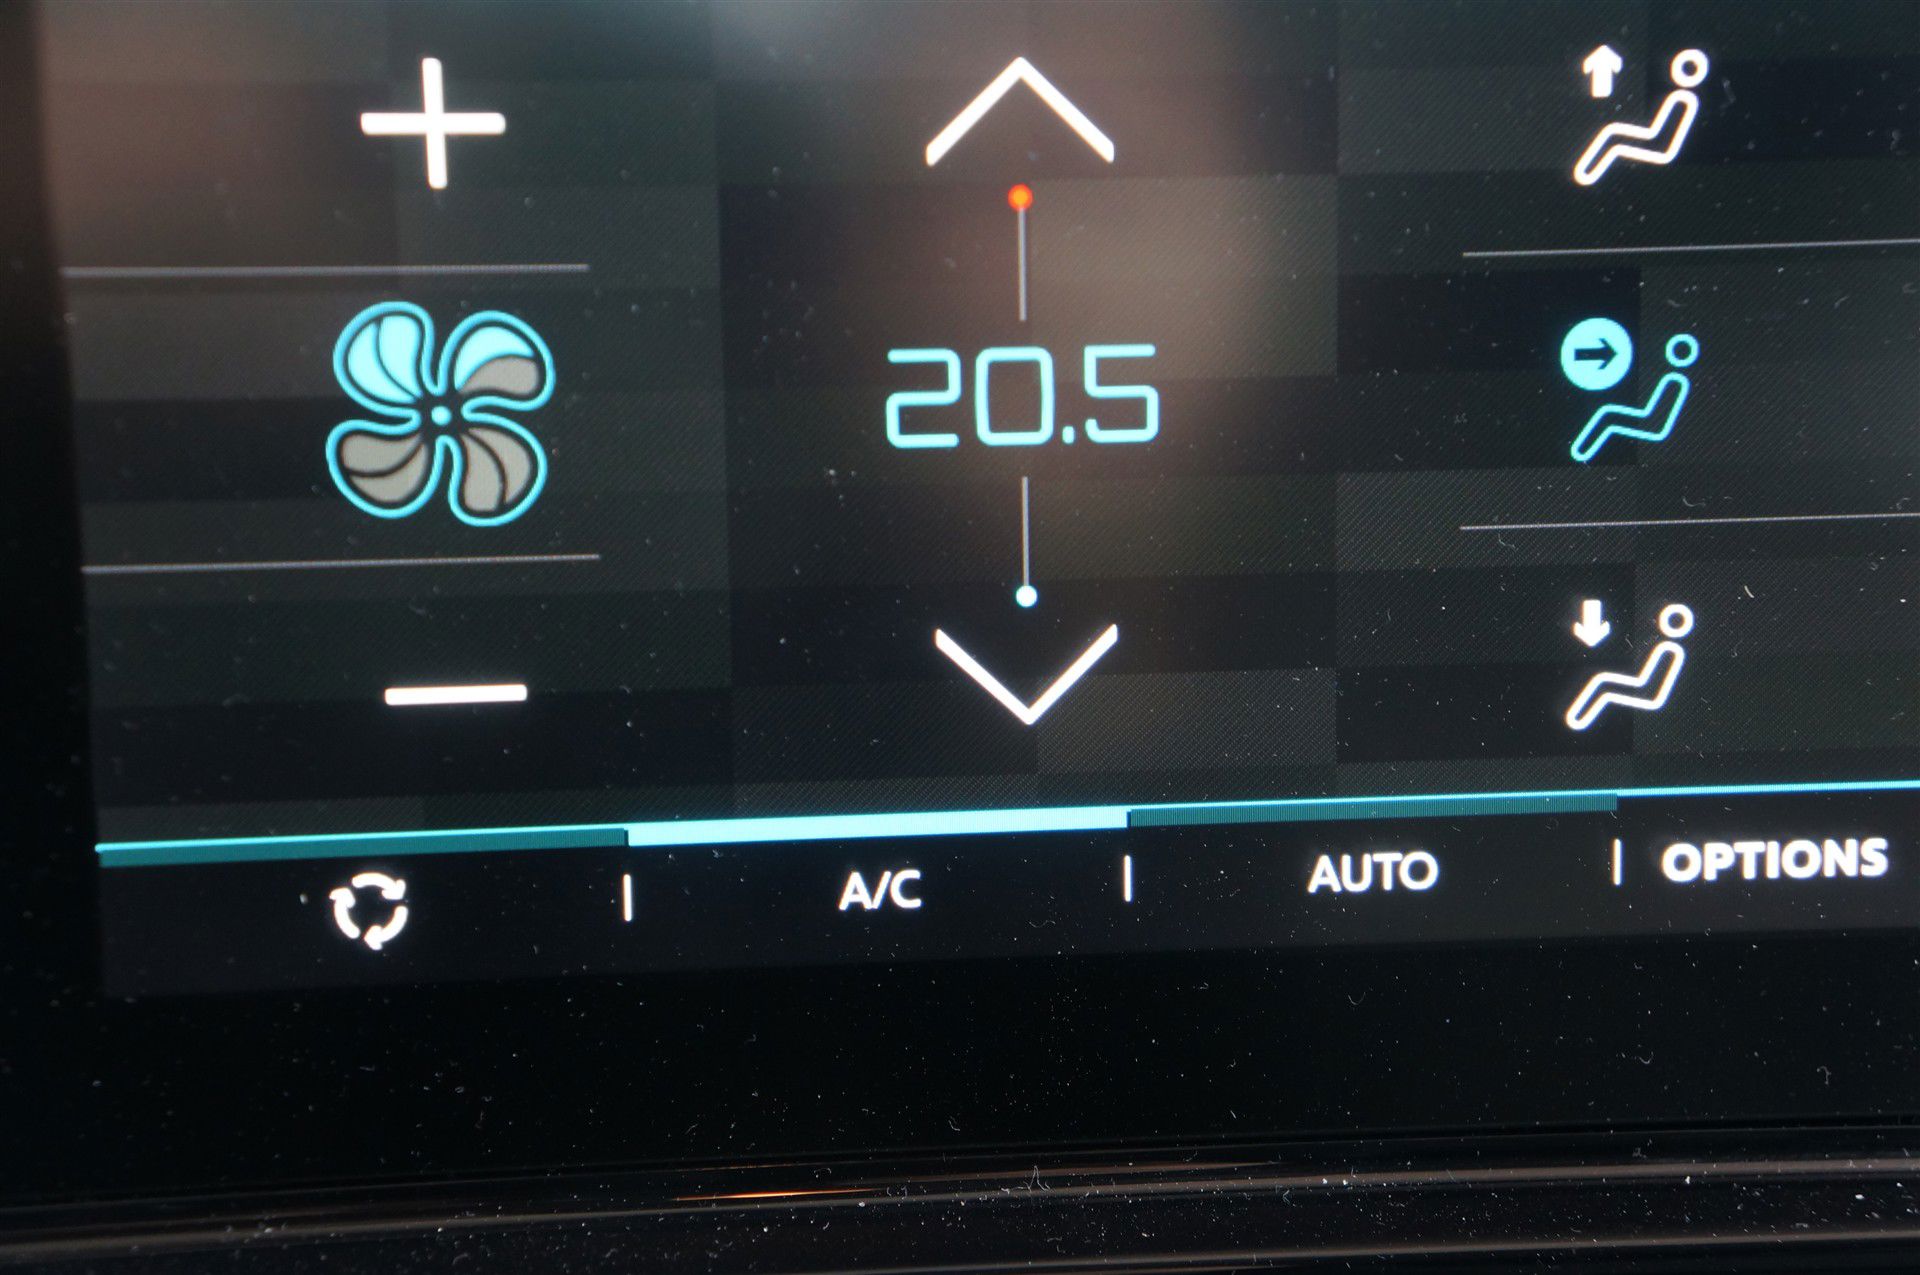 20.5
A/C | AUTO | OPTIONS